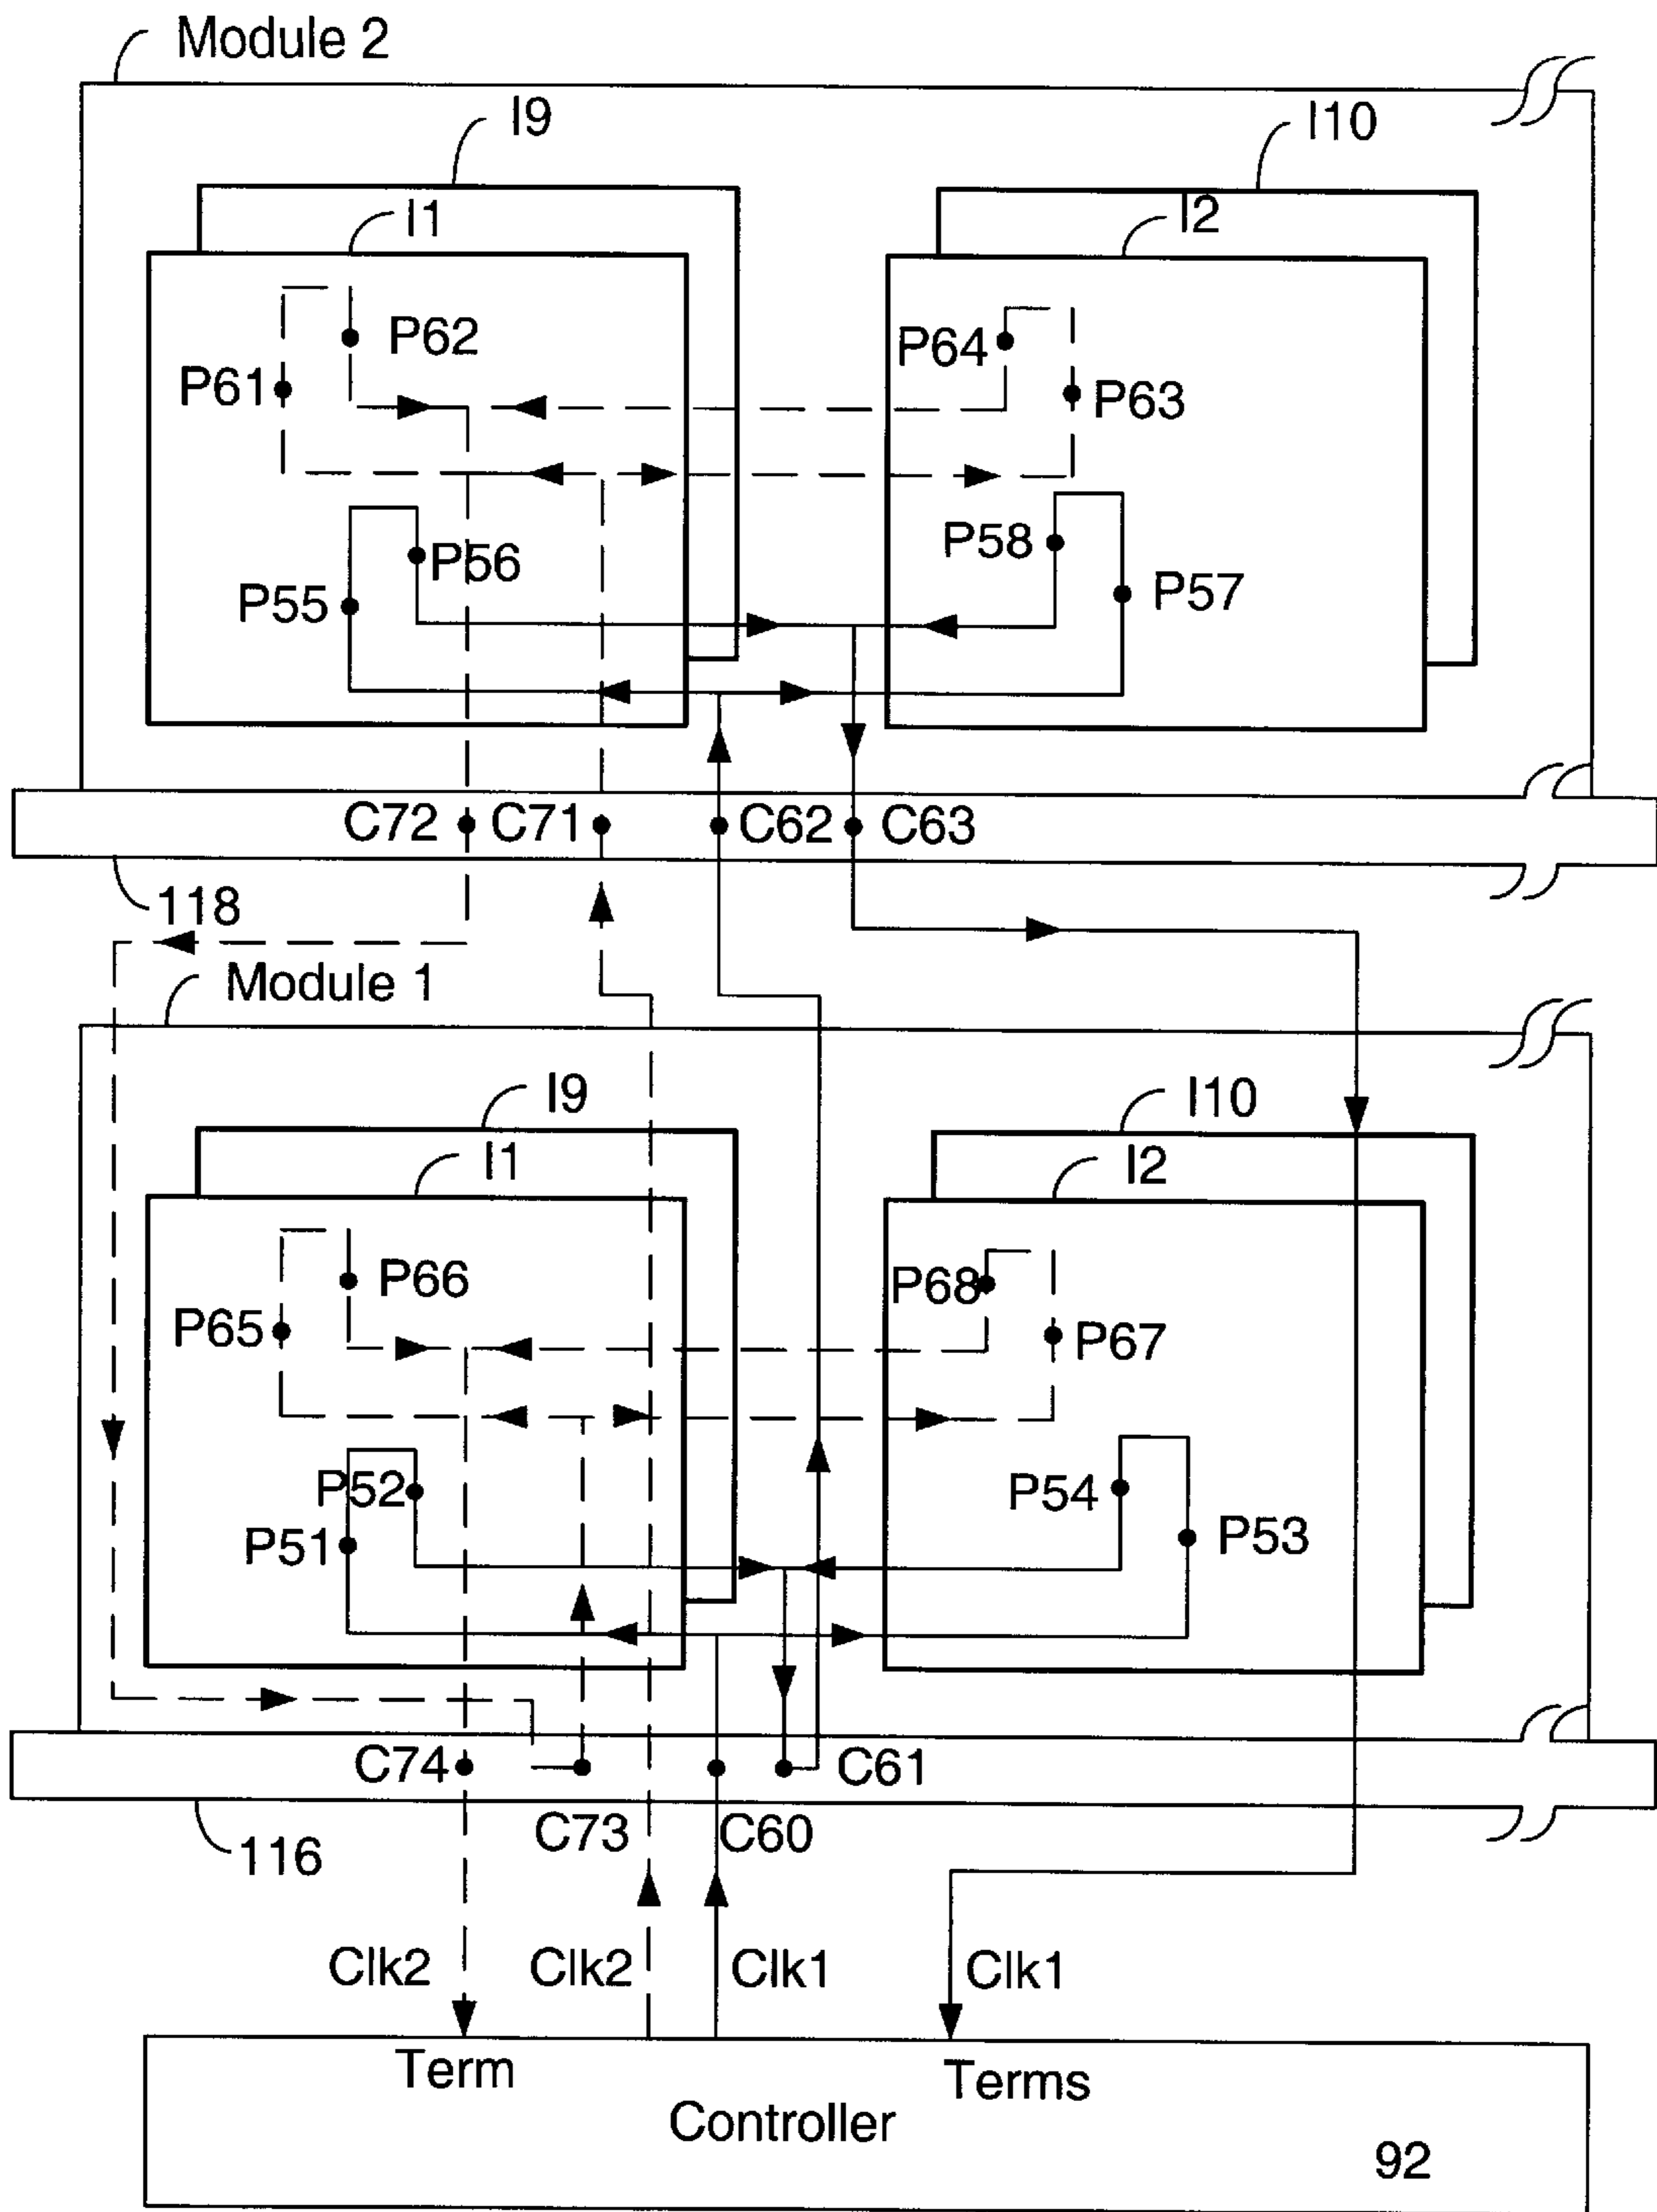 Module 2
I9
I10
I1
I2
P62
P64
P61
P63
P56
P58
P55
P57
C72
C71
C62
C63
118
Module 1
I9
I10
I1
I2
P66
P68
P65
P67
P52
P54
P51
P53
C74
C61
C73
C60
116
Clk2
Clk2
Clk1
Clk1
Term
Terms
Controller
92